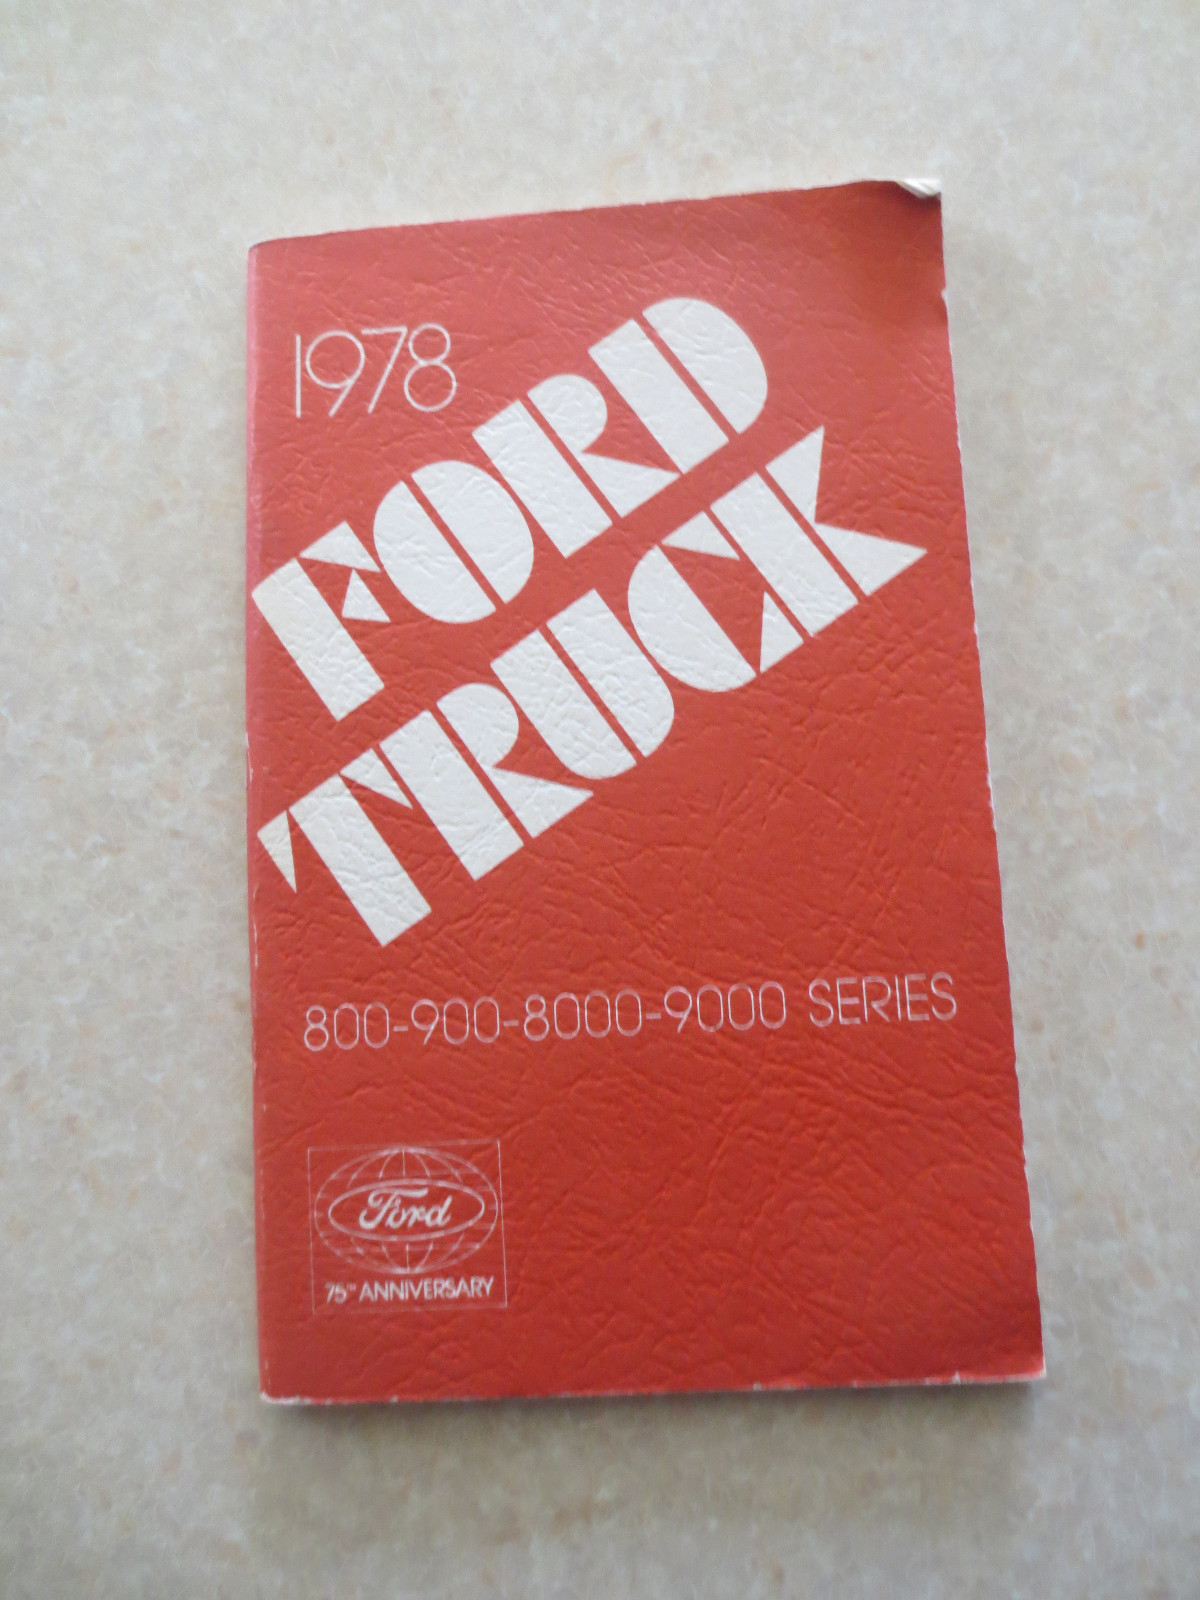 1978
FORD
TRUCK
800-900-8000-9000 SERIES
Ford
75TH ANNIVERSARY